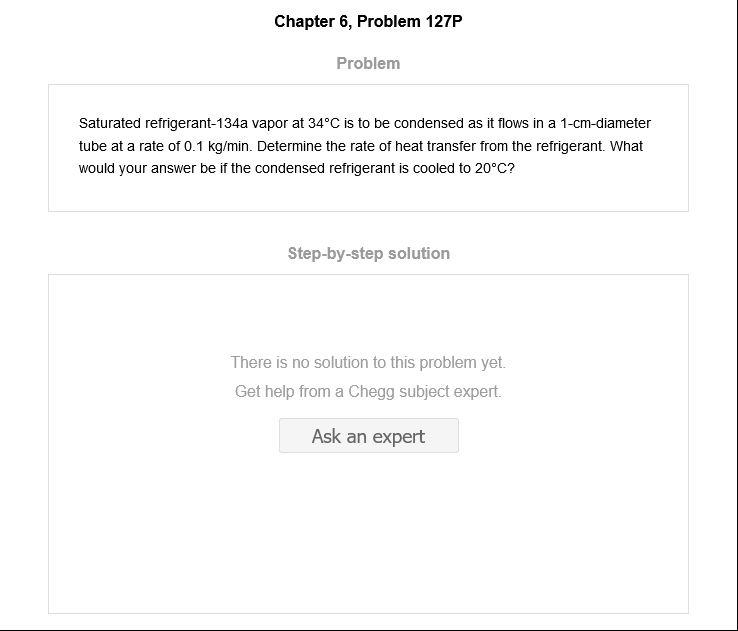 Chapter 6, Problem 127P
Problem
Saturated refrigerant-134a vapor at 34°C is to be condensed as it flows in a 1-cm-diameter
tube at a rate of 0.1 kg/min. Determine the rate of heat transfer from the refrigerant. What
would your answer be if the condensed refrigerant is cooled to 20°C?
Step-by-step solution
There is no solution to this problem yet.
Get help from a Chegg subject expert.
Ask an expert